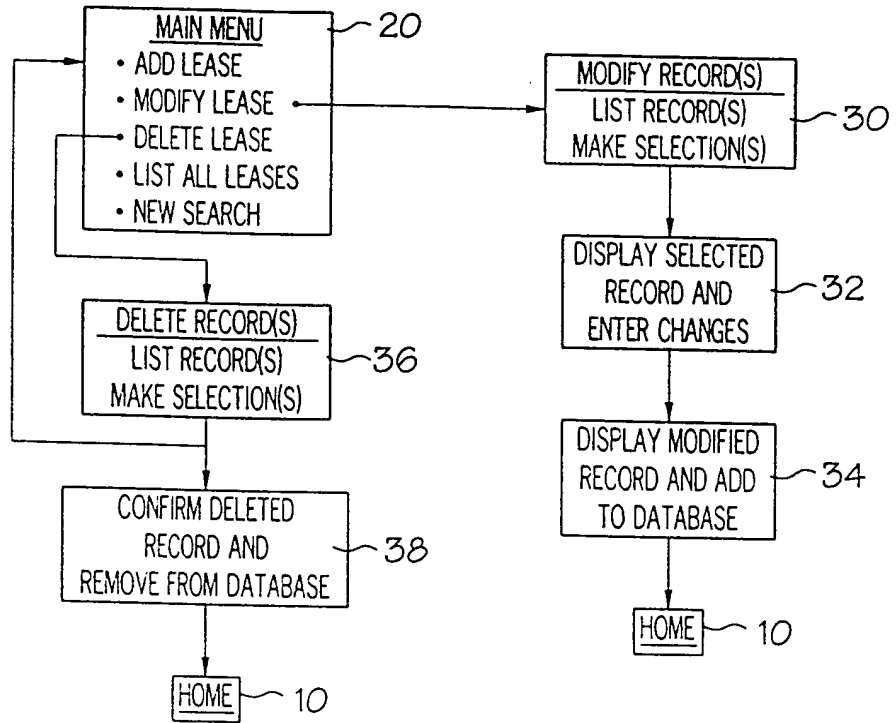 MAIN MENU
20
• ADD LEASE
• MODIFY LEASE
• DELETE LEASE
• LIST ALL LEASES
• NEW SEARCH
MODIFY RECORD(S)
LIST RECORD(S)
MAKE SELECTION(S)
30
DISPLAY SELECTED
RECORD AND
ENTER CHANGES
32
DELETE RECORD(S)
LIST RECORD(S)
MAKE SELECTION(S)
36
DISPLAY MODIFIED
RECORD AND ADD
TO DATABASE
34
CONFIRM DELETED
RECORD AND
REMOVE FROM DATABASE
38
HOME
10
HOME
10